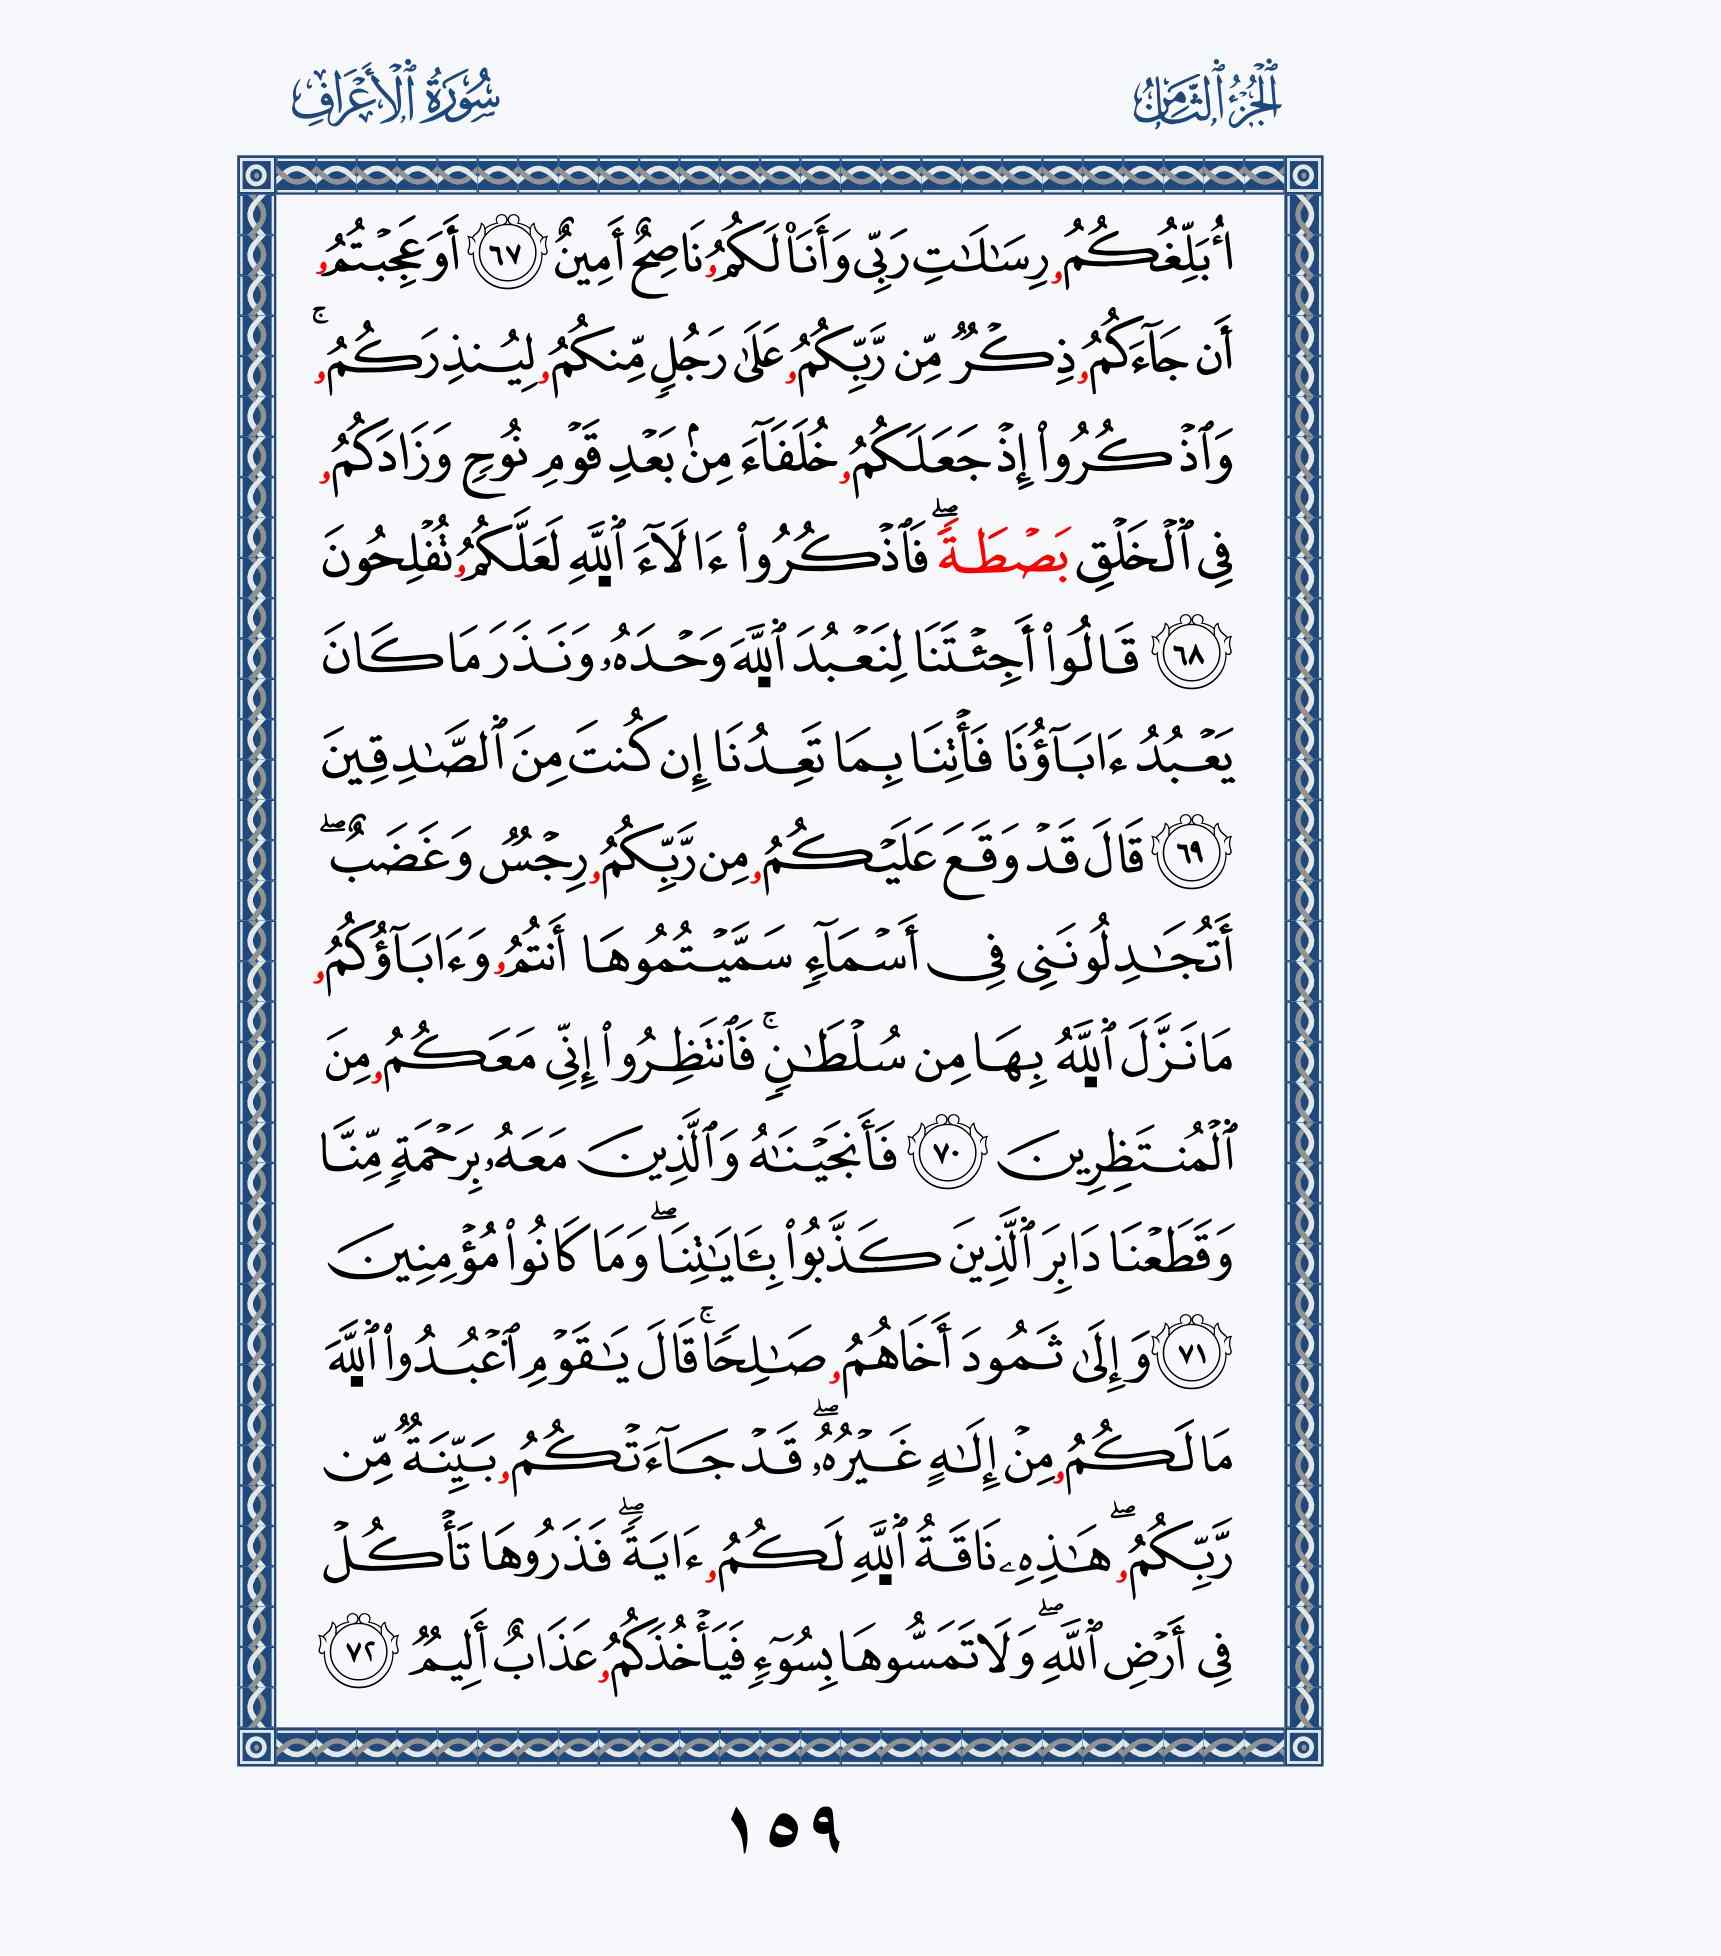 ٱلۡجُزۡءُ ٱلثَّامِنُ
سُورَةُ ٱلۡأَعۡرَافِ
أُبَلِّغُكُمُۥ رِسَٰلَٰتِ رَبِّي وَأَنَا۠ لَكُمُۥ نَاصِحٌ أَمِينٌ ٦٧ أَوَعَجِبۡتُمُۥ
أَن جَآءَكُمُۥ ذِكۡرٞ مِّن رَّبِّكُمُۥ عَلَىٰ رَجُلٖ مِّنكُمُۥ لِيُنذِرَكُمُۥۚ
وَٱذۡكُرُواْ إِذۡ جَعَلَكُمُۥ خُلَفَآءَ مِنۢ بَعۡدِ قَوۡمِ نُوحٖ وَزَادَكُمُۥ
فِي ٱلۡخَلۡقِ بَصۜۡطَةٗۖ فَٱذۡكُرُوٓاْ ءَالَآءَ ٱللَّهِ لَعَلَّكُمُۥ تُفۡلِحُونَ
٦٨ قَالُوٓاْ أَجِئۡتَنَا لِنَعۡبُدَ ٱللَّهَ وَحۡدَهُۥ وَنَذَرَ مَا كَانَ
يَعۡبُدُ ءَابَآؤُنَا فَأۡتِنَا بِمَا تَعِدُنَا إِن كُنتَ مِنَ ٱلصَّٰدِقِينَ
٦٩ قَالَ قَدۡ وَقَعَ عَلَيۡكُمُۥ مِن رَّبِّكُمُۥ رِجۡسٞ وَغَضَبٌۖ
أَتُجَٰدِلُونَنِي فِي أَسۡمَآءٖ سَمَّيۡتُمُوهَا أَنتُمُۥ وَءَابَآؤُكُمُۥ
مَا نَزَّلَ ٱللَّهُ بِهَا مِن سُلۡطَٰنٖۚ فَٱنتَظِرُواْ إِنِّي مَعَكُمُۥ مِنَ
ٱلۡمُنتَظِرِينَ ٧٠ فَأَنجَيۡنَٰهُ وَٱلَّذِينَ مَعَهُۥ بِرَحۡمَةٖ مِّنَّا
وَقَطَعۡنَا دَابِرَ ٱلَّذِينَ كَذَّبُواْ بِـَٔايَٰتِنَاۖ وَمَا كَانُواْ مُؤۡمِنِينَ
٧١ وَإِلَىٰ ثَمُودَ أَخَاهُمُۥ صَٰلِحٗاۚ قَالَ يَٰقَوۡمِ ٱعۡبُدُواْ ٱللَّهَ
مَا لَكُمُۥ مِنۡ إِلَٰهٍ غَيۡرُهُۥۖ قَدۡ جَآءَتۡكُمُۥ بَيِّنَةٞ مِّن
رَّبِّكُمُۥۖ هَٰذِهِۦ نَاقَةُ ٱللَّهِ لَكُمُۥ ءَايَةٗۖ فَذَرُوهَا تَأۡكُلۡ
فِي أَرۡضِ ٱللَّهِۖ وَلَا تَمَسُّوهَا بِسُوٓءٖ فَيَأۡخُذَكُمُۥ عَذَابٌ أَلِيمٞ ٧٢
١٥٩